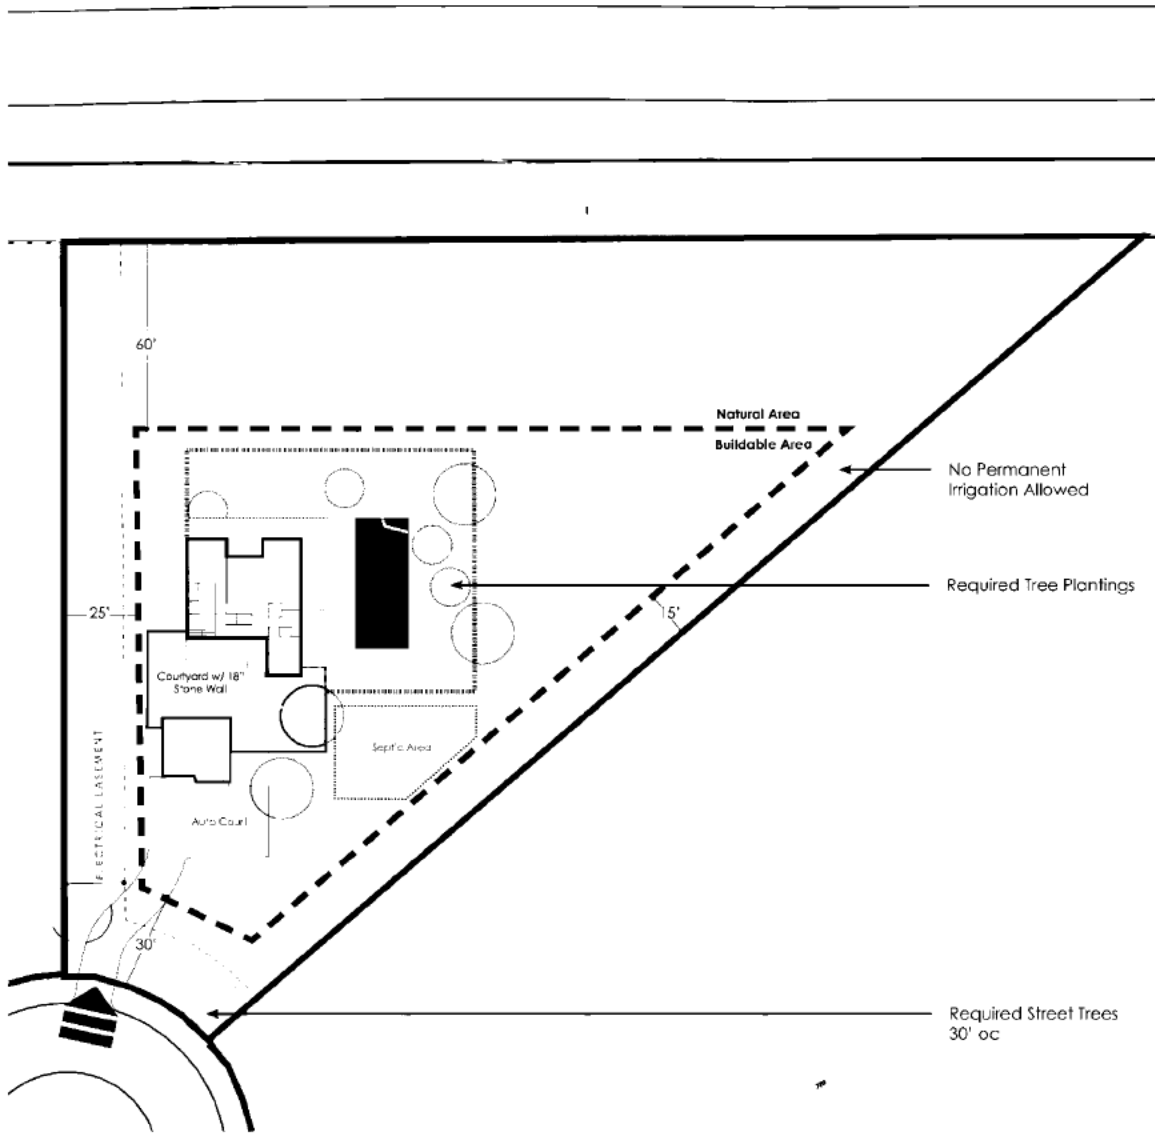 60'
Natural Area
Buildable Area
No Permanent
Irrigation Allowed
Required Tree Plantings
25'
15'
Courtyard w/ 18"
Stone Wall
Septic Area
ELECTRICAL EASEMENT
Auto Court
30'
Required Street Trees
30' oc